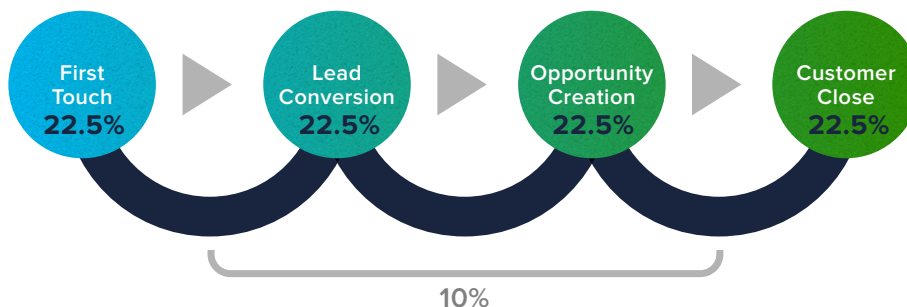 First
Touch
22.5%
Lead
Conversion
22.5%
Opportunity
Creation
22.5%
Customer
Close
22.5%
10%